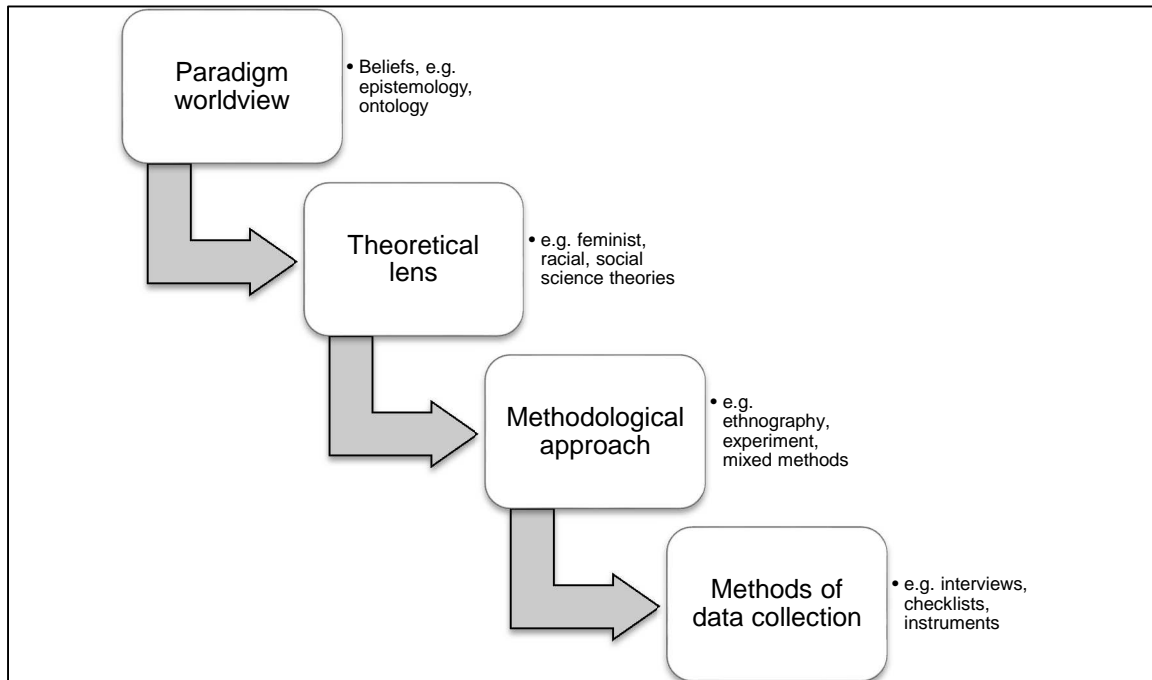 Paradigm
worldview
• Beliefs, e.g.
epistemology,
ontology
Theoretical
lens
• e.g. feminist,
racial, social
science theories
Methodological
approach
• e.g.
ethnography,
experiment,
mixed methods
Methods of
data collection
• e.g. interviews,
checklists,
instruments